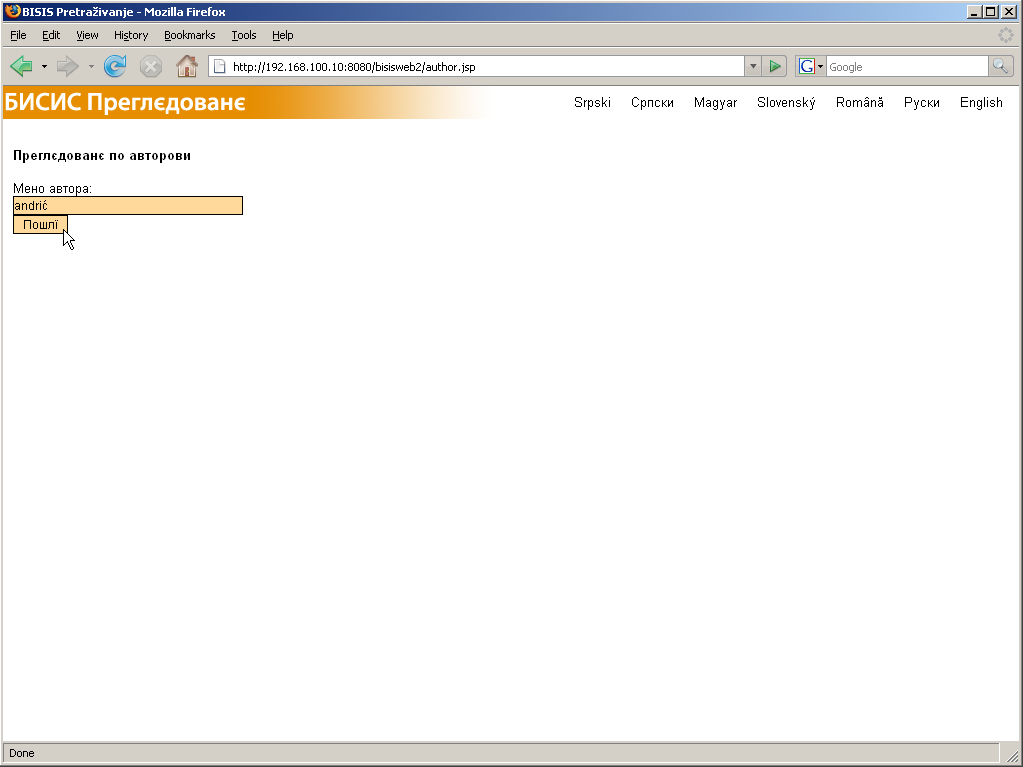 BISIS Pretraživanje - Mozilla Firefox
File Edit View History Bookmarks Tools Help
http://192.168.100.10:8080/bisisweb2/author.jsp
G Google
БИСИС Преглєдованє
Srpski Српски Magyar Slovenský Română Руски English
Преглєдованє по авторови
Мено автора:
andrić
Пошлї
Done